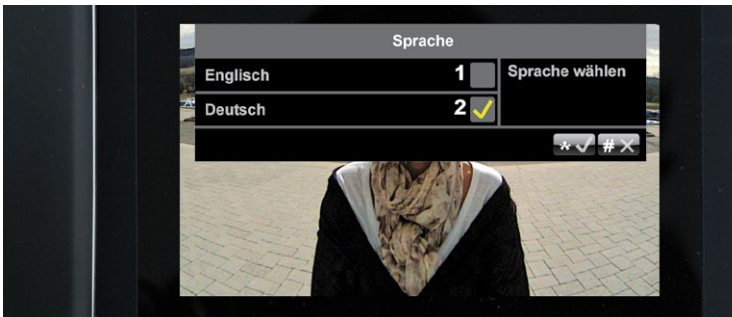 Sprache
Englisch 1
Sprache wählen
Deutsch 2
* #